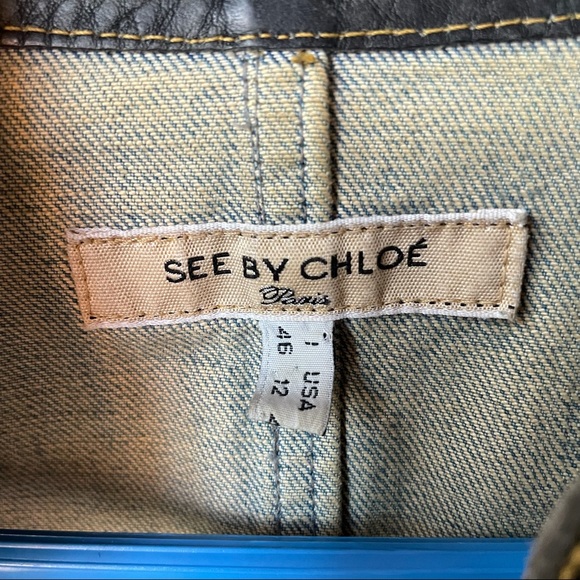 SEE BY CHLOÉ
Paris
I USA
46 12